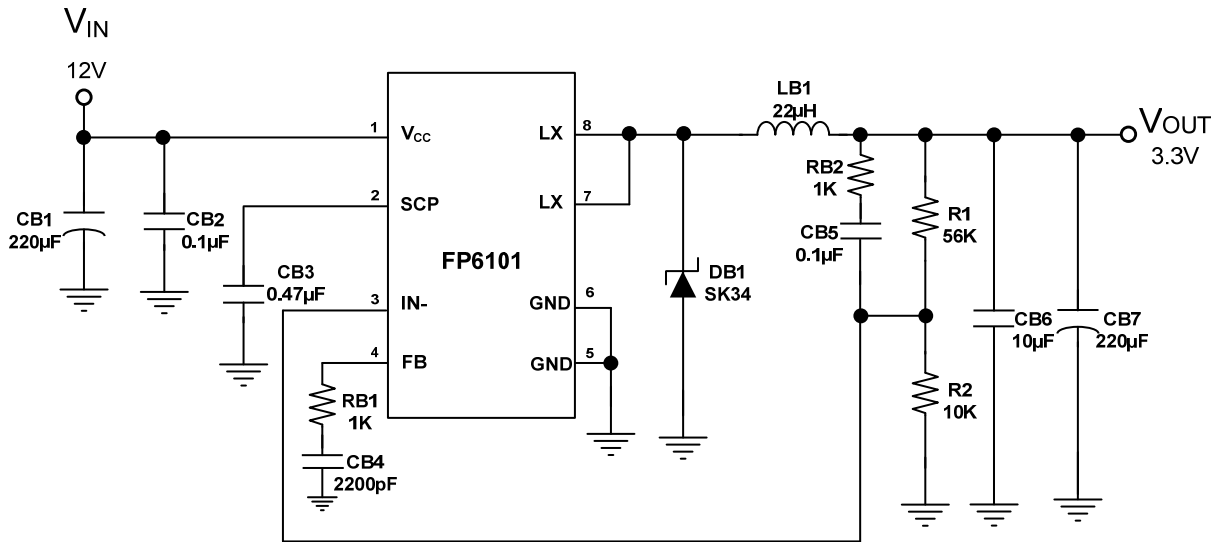 VIN
12V
CB1
220µF
CB2
0.1µF
CB3
0.47µF
1
VCC
2
SCP
3
IN-
4
FB
FP6101
LX
8
LX
7
GND
6
GND
5
RB1
1K
CB4
2200pF
LB1
22µH
DB1
SK34
RB2
1K
CB5
0.1µF
R1
56K
R2
10K
CB6
10µF
CB7
220µF
VOUT
3.3V